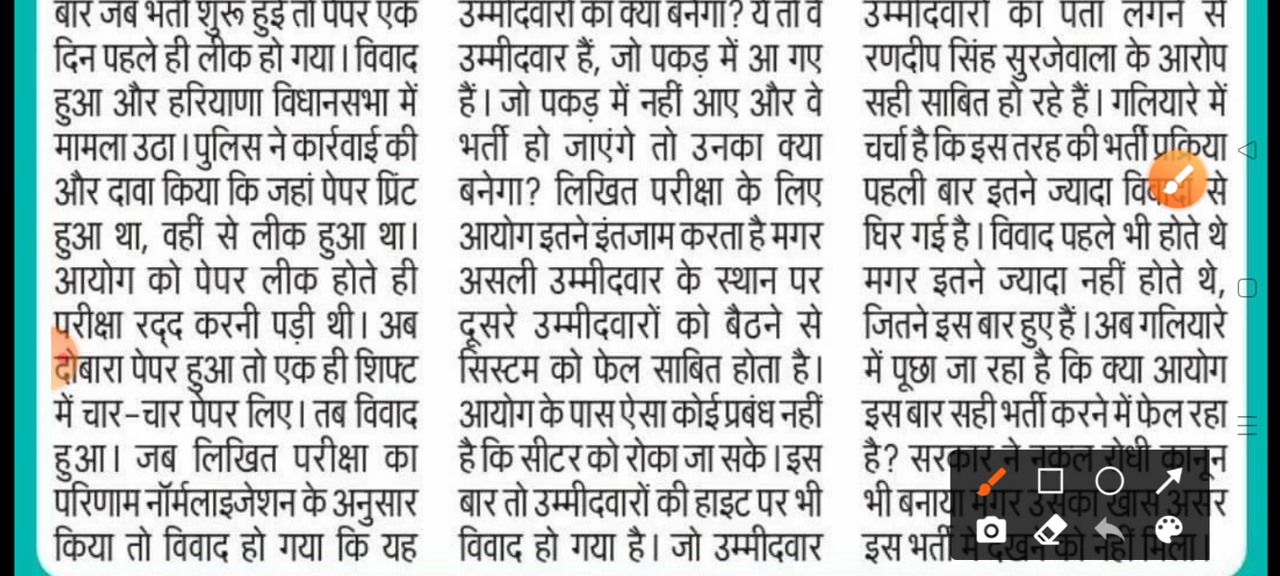 बार जब भर्ती शुरू हुई तो पेपर एक
दिन पहले ही लीक हो गया। विवाद
हुआ और हरियाणा विधानसभा में
मामला उठा। पुलिस ने कार्रवाई की
और दावा किया कि जहां पेपर प्रिंट
हुआ था, वहीं से लीक हुआ था।
आयोग को पेपर लीक होते ही
परीक्षा रद्द करनी पड़ी थी। अब
दोबारा पेपर हुआ तो एक ही शिफ्ट
में चार-चार पेपर लिए। तब विवाद
हुआ। जब लिखित परीक्षा का
परिणाम नॉर्मलाइजेशन के अनुसार
किया तो विवाद हो गया कि यह
उम्मीदवारों का क्या बनेगा? ये तो वे
उम्मीदवार हैं, जो पकड़ में आ गए
हैं। जो पकड़ में नहीं आए और वे
भर्ती हो जाएंगे तो उनका क्या
बनेगा? लिखित परीक्षा के लिए
आयोग इतने इंतजाम करता है मगर
असली उम्मीदवार के स्थान पर
दूसरे उम्मीदवारों को बैठने से
सिस्टम को फेल साबित होता है।
आयोग के पास ऐसा कोई प्रबंध नहीं
है कि सीटर को रोका जा सके। इस
बार तो उम्मीदवारों की हाइट पर भी
विवाद हो गया है। जो उम्मीदवार
उम्मीदवारों का पता लगने से
रणदीप सिंह सुरजेवाला के आरोप
सही साबित हो रहे हैं। गलियारे में
चर्चा है कि इस तरह की भर्ती प्रक्रिया
पहली बार इतने ज्यादा विवादों से
घिर गई है। विवाद पहले भी होते थे
मगर इतने ज्यादा नहीं होते थे,
जितने इस बार हुए हैं। अब गलियारे
में पूछा जा रहा है कि क्या आयोग
इस बार सही भर्ती करने में फेल रहा
है? सरकार ने नकल रोधी कानून
भी बनाया मगर उसका खास असर
इस भर्ती में देखने को नहीं मिला।